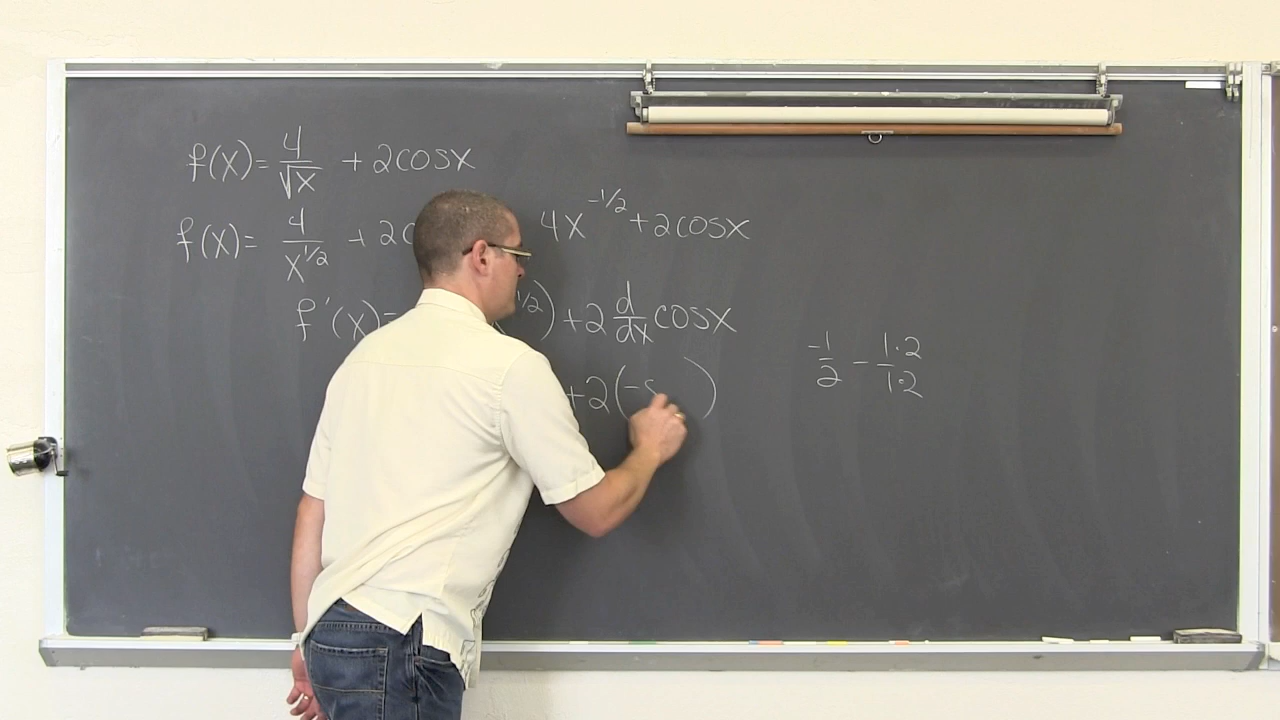 f(x) = 4/√x + 2cosx
f(x) = 4/x^1/2 + 2c 4x^-1/2 + 2cosx
f'(x) = 1/2) + 2 d/dx cosx
+2(-s )
-1/2 - 1·2/1·2